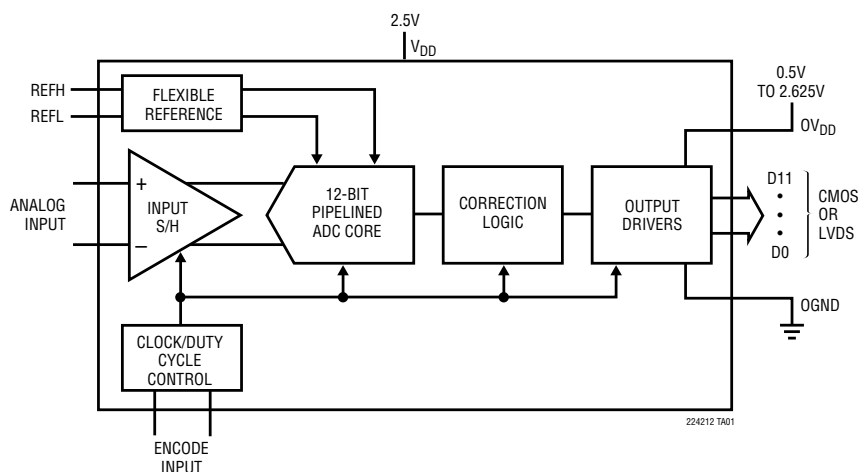 2.5V
VDD
0.5V
TO 2.625V
OVDD
REFH
REFL
FLEXIBLE
REFERENCE
ANALOG
INPUT
+
−
INPUT
S/H
12-BIT
PIPELINED
ADC CORE
CORRECTION
LOGIC
OUTPUT
DRIVERS
D11
•
•
•
D0
CMOS
OR
LVDS
OGND
CLOCK/DUTY
CYCLE
CONTROL
224212 TA01
ENCODE
INPUT